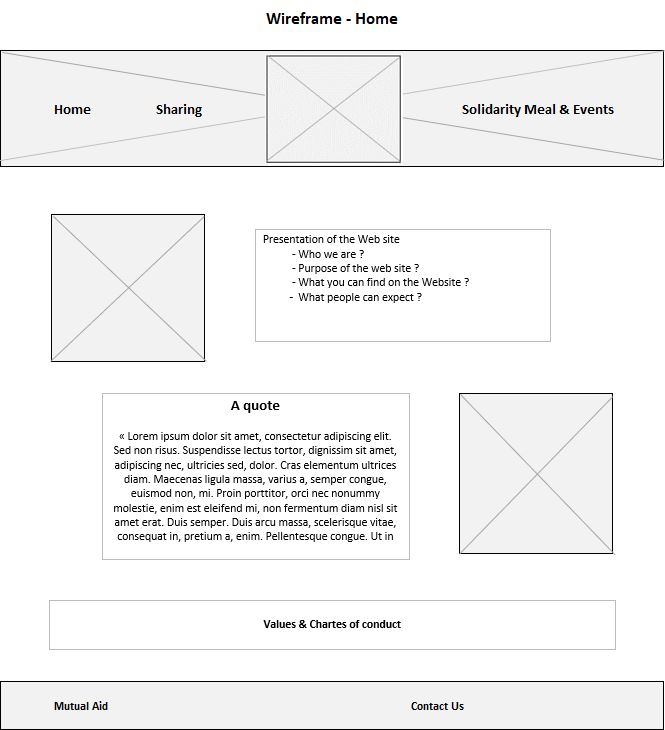 Wireframe - Home
Home
Sharing
Solidarity Meal & Events
Presentation of the Web site
- Who we are ?
- Purpose of the web site ?
- What you can find on the Website ?
- What people can expect ?
A quote
« Lorem ipsum dolor sit amet, consectetur adipiscing elit.
Sed non risus. Suspendisse lectus tortor, dignissim sit amet,
adipiscing nec, ultricies sed, dolor. Cras elementum ultrices
diam. Maecenas ligula massa, varius a, semper congue,
euismod non, mi. Proin porttitor, orci nec nonummy
molestie, enim est eleifend mi, non fermentum diam nisl sit
amet erat. Duis semper. Duis arcu massa, scelerisque vitae,
consequat in, pretium a, enim. Pellentesque congue. Ut in
Values & Chartes of conduct
Mutual Aid
Contact Us